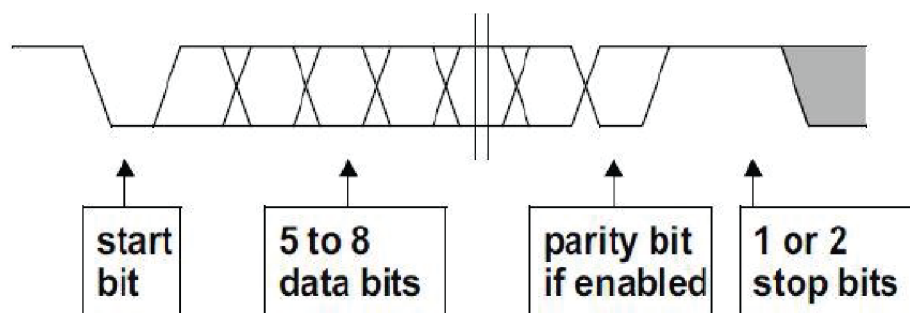 start
bit
5 to 8
data bits
parity bit
if enabled
1 or 2
stop bits